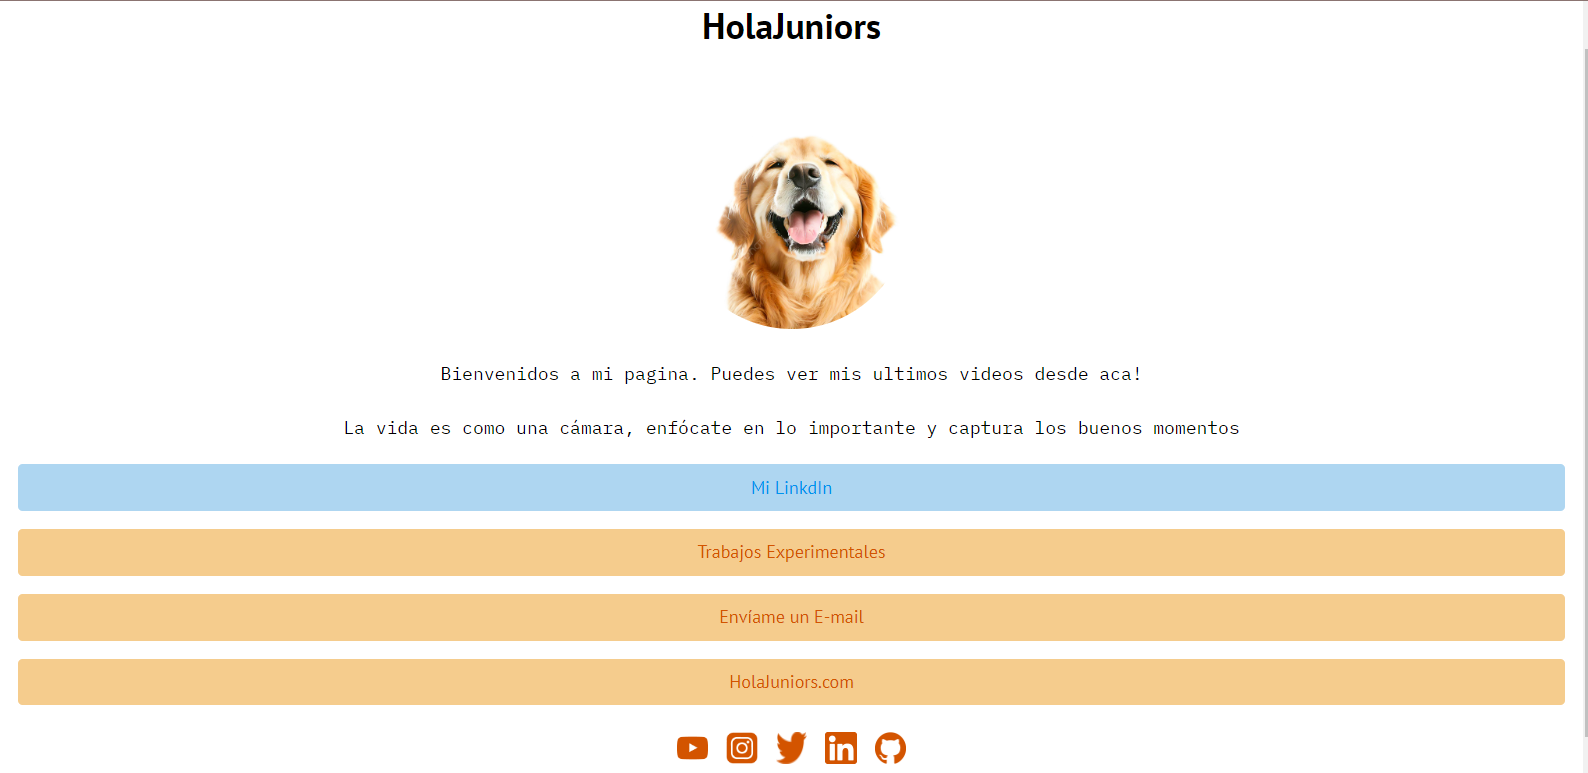 HolaJuniors
Bienvenidos a mi pagina. Puedes ver mis ultimos videos desde aca!
La vida es como una cámara, enfócate en lo importante y captura los buenos momentos
Mi LinkdIn
Trabajos Experimentales
Envíame un E-mail
HolaJuniors.com
in